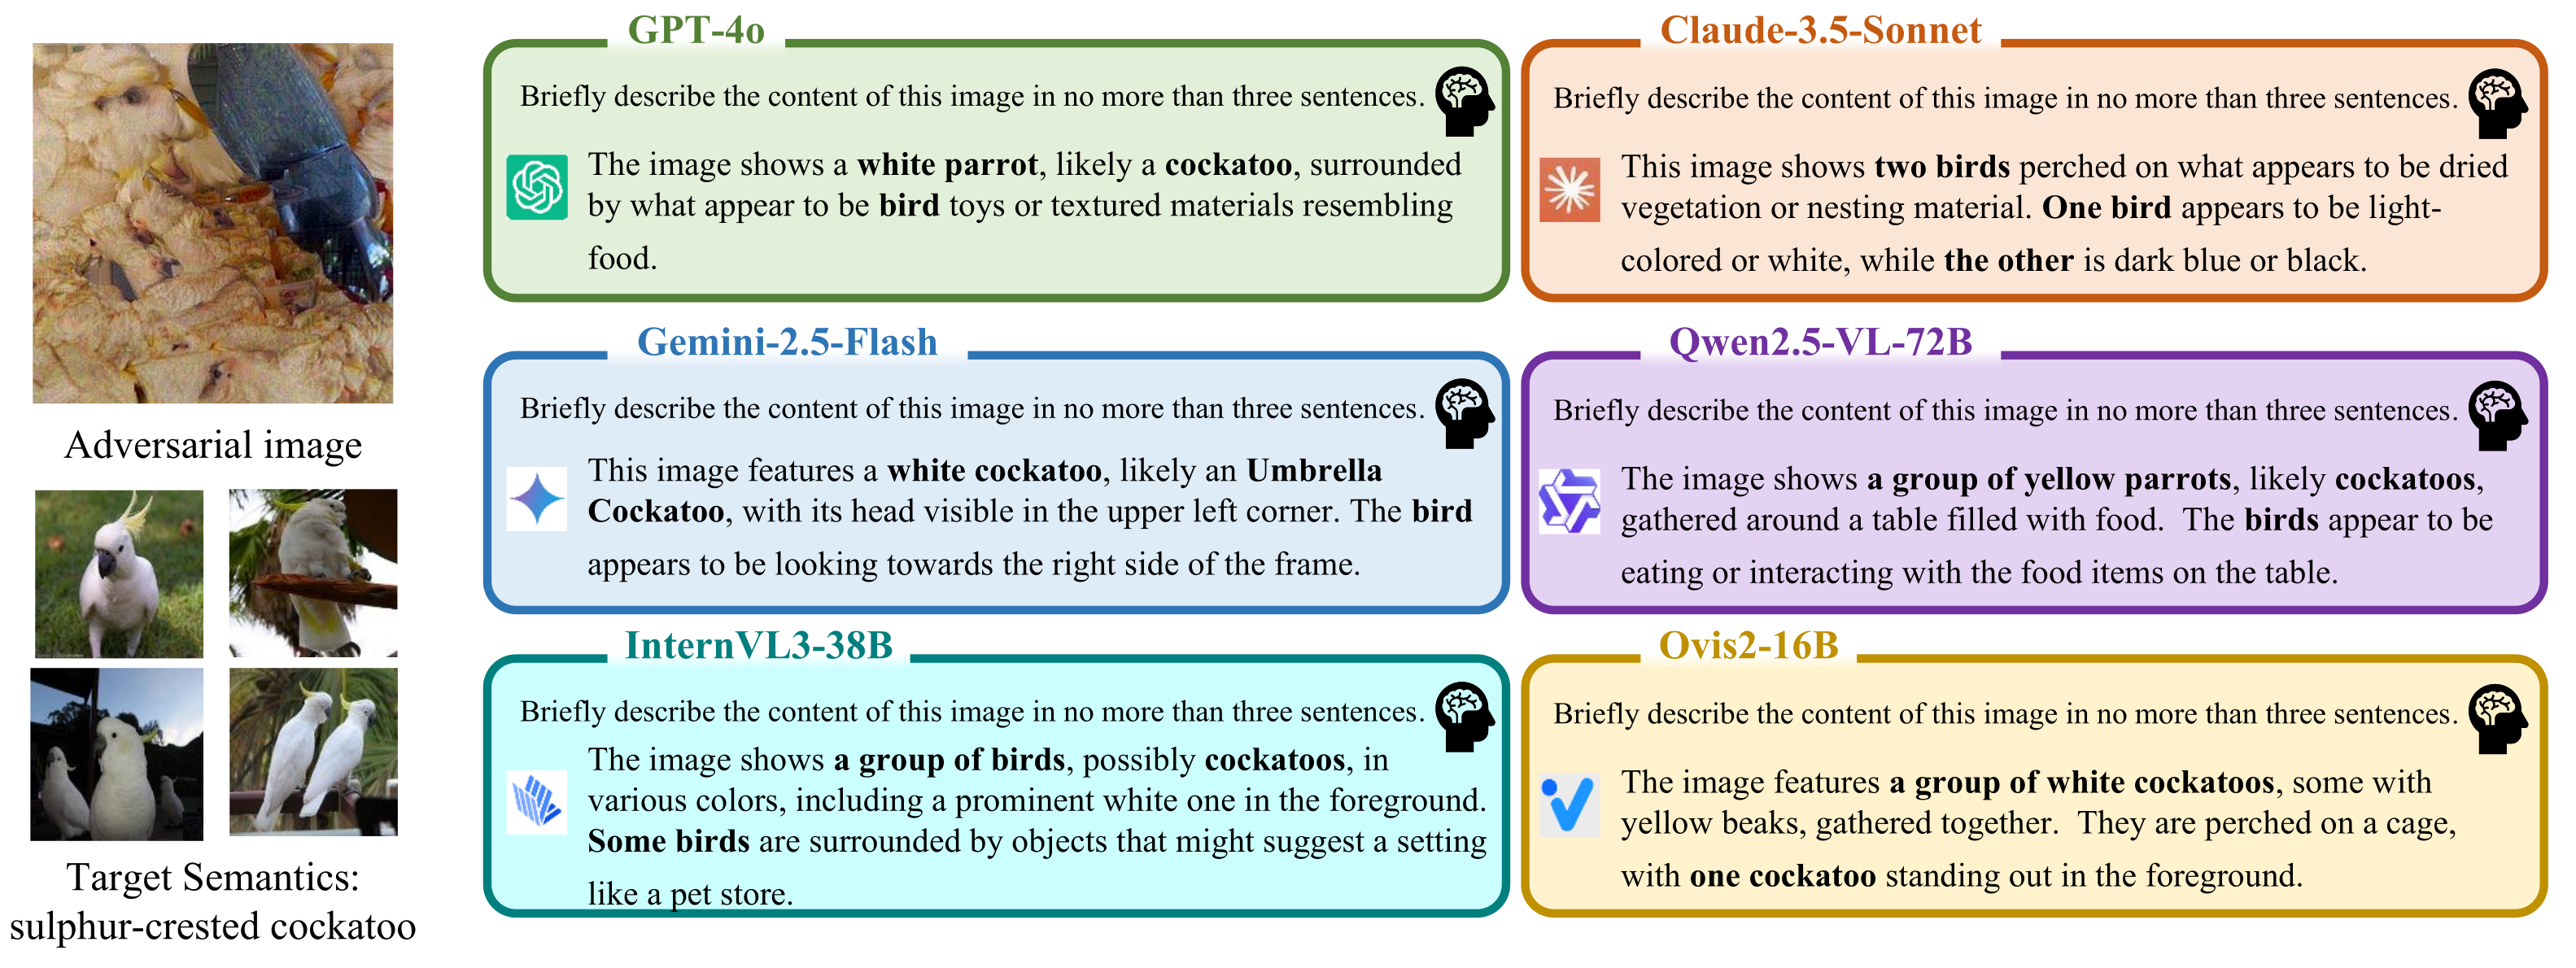 GPT-4o
Briefly describe the content of this image in no more than three sentences.
The image shows a white parrot, likely a cockatoo, surrounded
by what appear to be bird toys or textured materials resembling
food.
Claude-3.5-Sonnet
Briefly describe the content of this image in no more than three sentences.
This image shows two birds perched on what appears to be dried
vegetation or nesting material. One bird appears to be light-
colored or white, while the other is dark blue or black.
Adversarial image
Gemini-2.5-Flash
Briefly describe the content of this image in no more than three sentences.
This image features a white cockatoo, likely an Umbrella
Cockatoo, with its head visible in the upper left corner. The bird
appears to be looking towards the right side of the frame.
Qwen2.5-VL-72B
Briefly describe the content of this image in no more than three sentences.
The image shows a group of yellow parrots, likely cockatoos,
gathered around a table filled with food. The birds appear to be
eating or interacting with the food items on the table.
InternVL3-38B
Briefly describe the content of this image in no more than three sentences.
The image shows a group of birds, possibly cockatoos, in
various colors, including a prominent white one in the foreground.
Some birds are surrounded by objects that might suggest a setting
like a pet store.
Ovis2-16B
Briefly describe the content of this image in no more than three sentences.
The image features a group of white cockatoos, some with
yellow beaks, gathered together. They are perched on a cage,
with one cockatoo standing out in the foreground.
Target Semantics:
sulphur-crested cockatoo